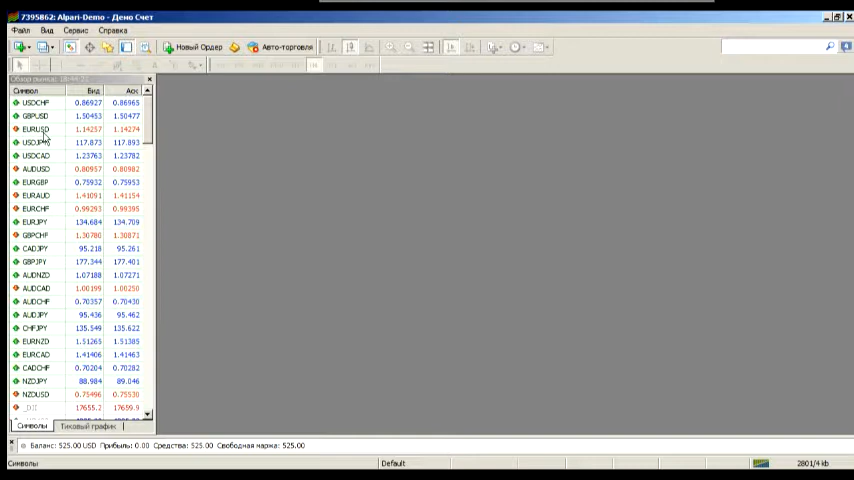 7395862: Alpari-Demo - Демо Счет
Файл Вид Сервис Справка
Новый Ордер Авто-торговля
Обзор рынка: 18:44:
Символ Бид Аск
USDCHF 0.86927 0.86965
GBPUSD 1.50453 1.50477
EURUSD 1.14257 1.14274
USDJPY 117.873 117.893
USDCAD 1.23763 1.23782
AUDUSD 0.80957 0.80982
EURGBP 0.75932 0.75953
EURAUD 1.41091 1.41154
EURCHF 0.99293 0.99395
EURJPY 134.684 134.709
GBPCHF 1.30780 1.30871
CADJPY 95.218 95.261
GBPJPY 177.344 177.401
AUDNZD 1.07188 1.07271
AUDCAD 1.00199 1.00250
AUDCHF 0.70357 0.70430
AUDJPY 95.436 95.462
CHFJPY 135.549 135.622
EURNZD 1.51265 1.51385
EURCAD 1.41406 1.41463
CADCHF 0.70204 0.70282
NZDJPY 88.984 89.046
NZDUSD 0.75496 0.75530
_DJI 17655.2 17659.9
Символы Тиковый график
Баланс: 525.00 USD Прибыль: 0.00 Средства: 525.00 Свободная маржа: 525.00
Символы Default 2801/4 kb